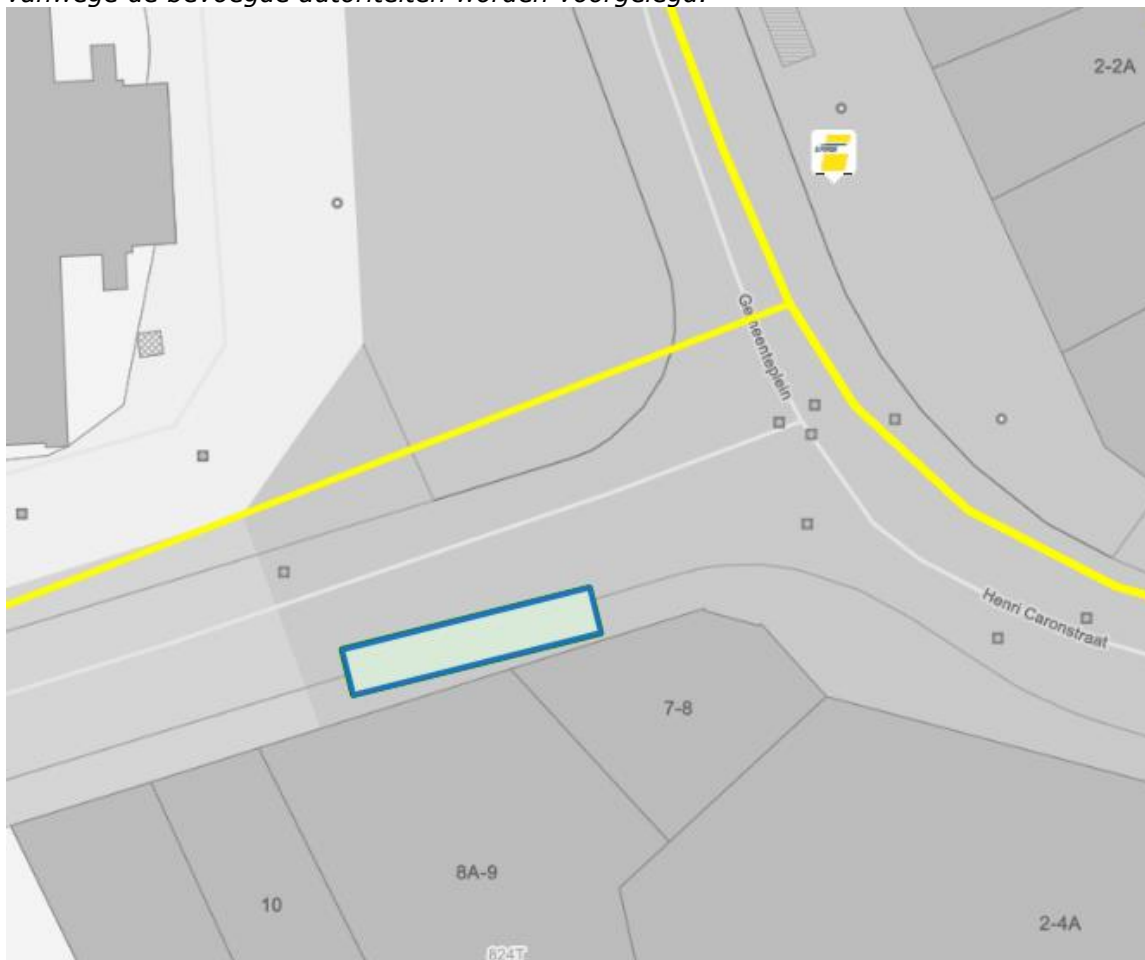 vanwege de bevoegde autoriteiten worden voorgelegd.
2-2A
Gemeenteplein
Henri Caronstraat
7-8
8A-9
10
2-4A
824T